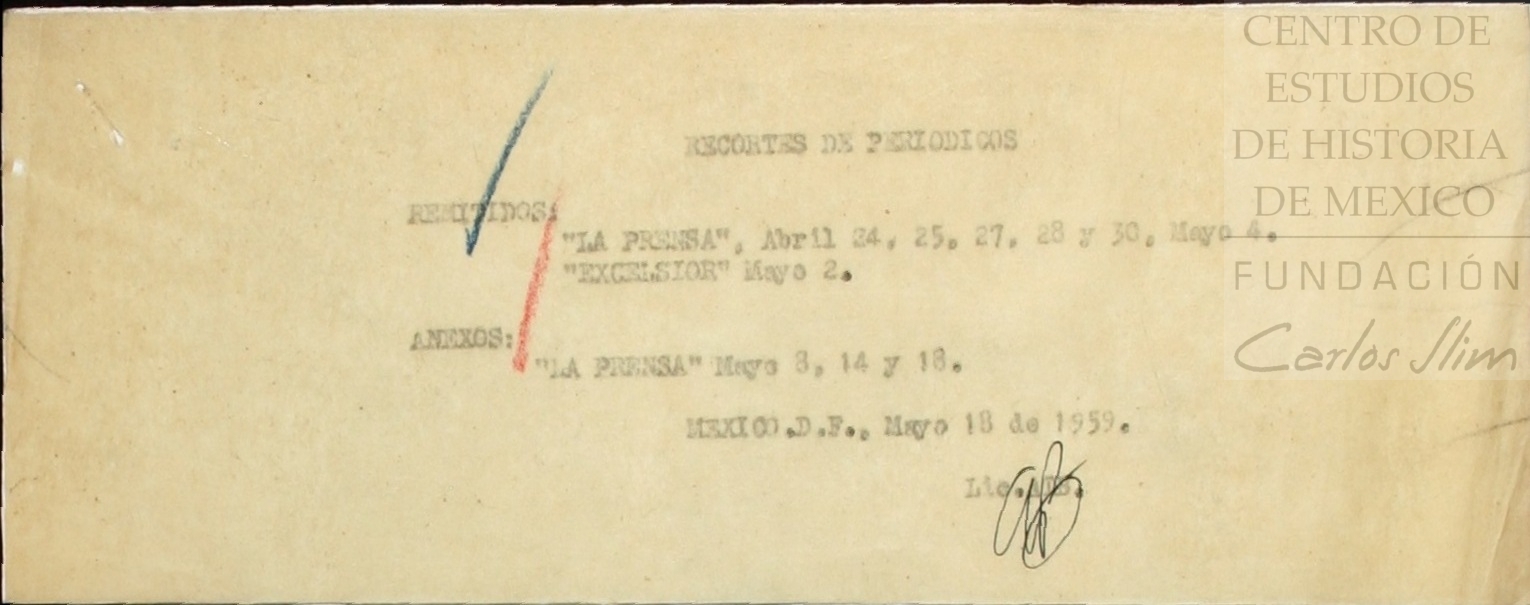 CENTRO DE
ESTUDIOS
DE HISTORIA
DE MEXICO
FUNDACIÓN
Carlos Slim
RECORTES DE PERIODICOS
REMITIDOS:
"LA PRENSA", Abril 24, 25, 27, 28 y 30, Mayo 4.
"EXCELSIOR" Mayo 2.
ANEXOS:
"LA PRENSA" Mayo 8, 14 y 18.
MEXICO.D.F., Mayo 18 de 1959.
Lic.